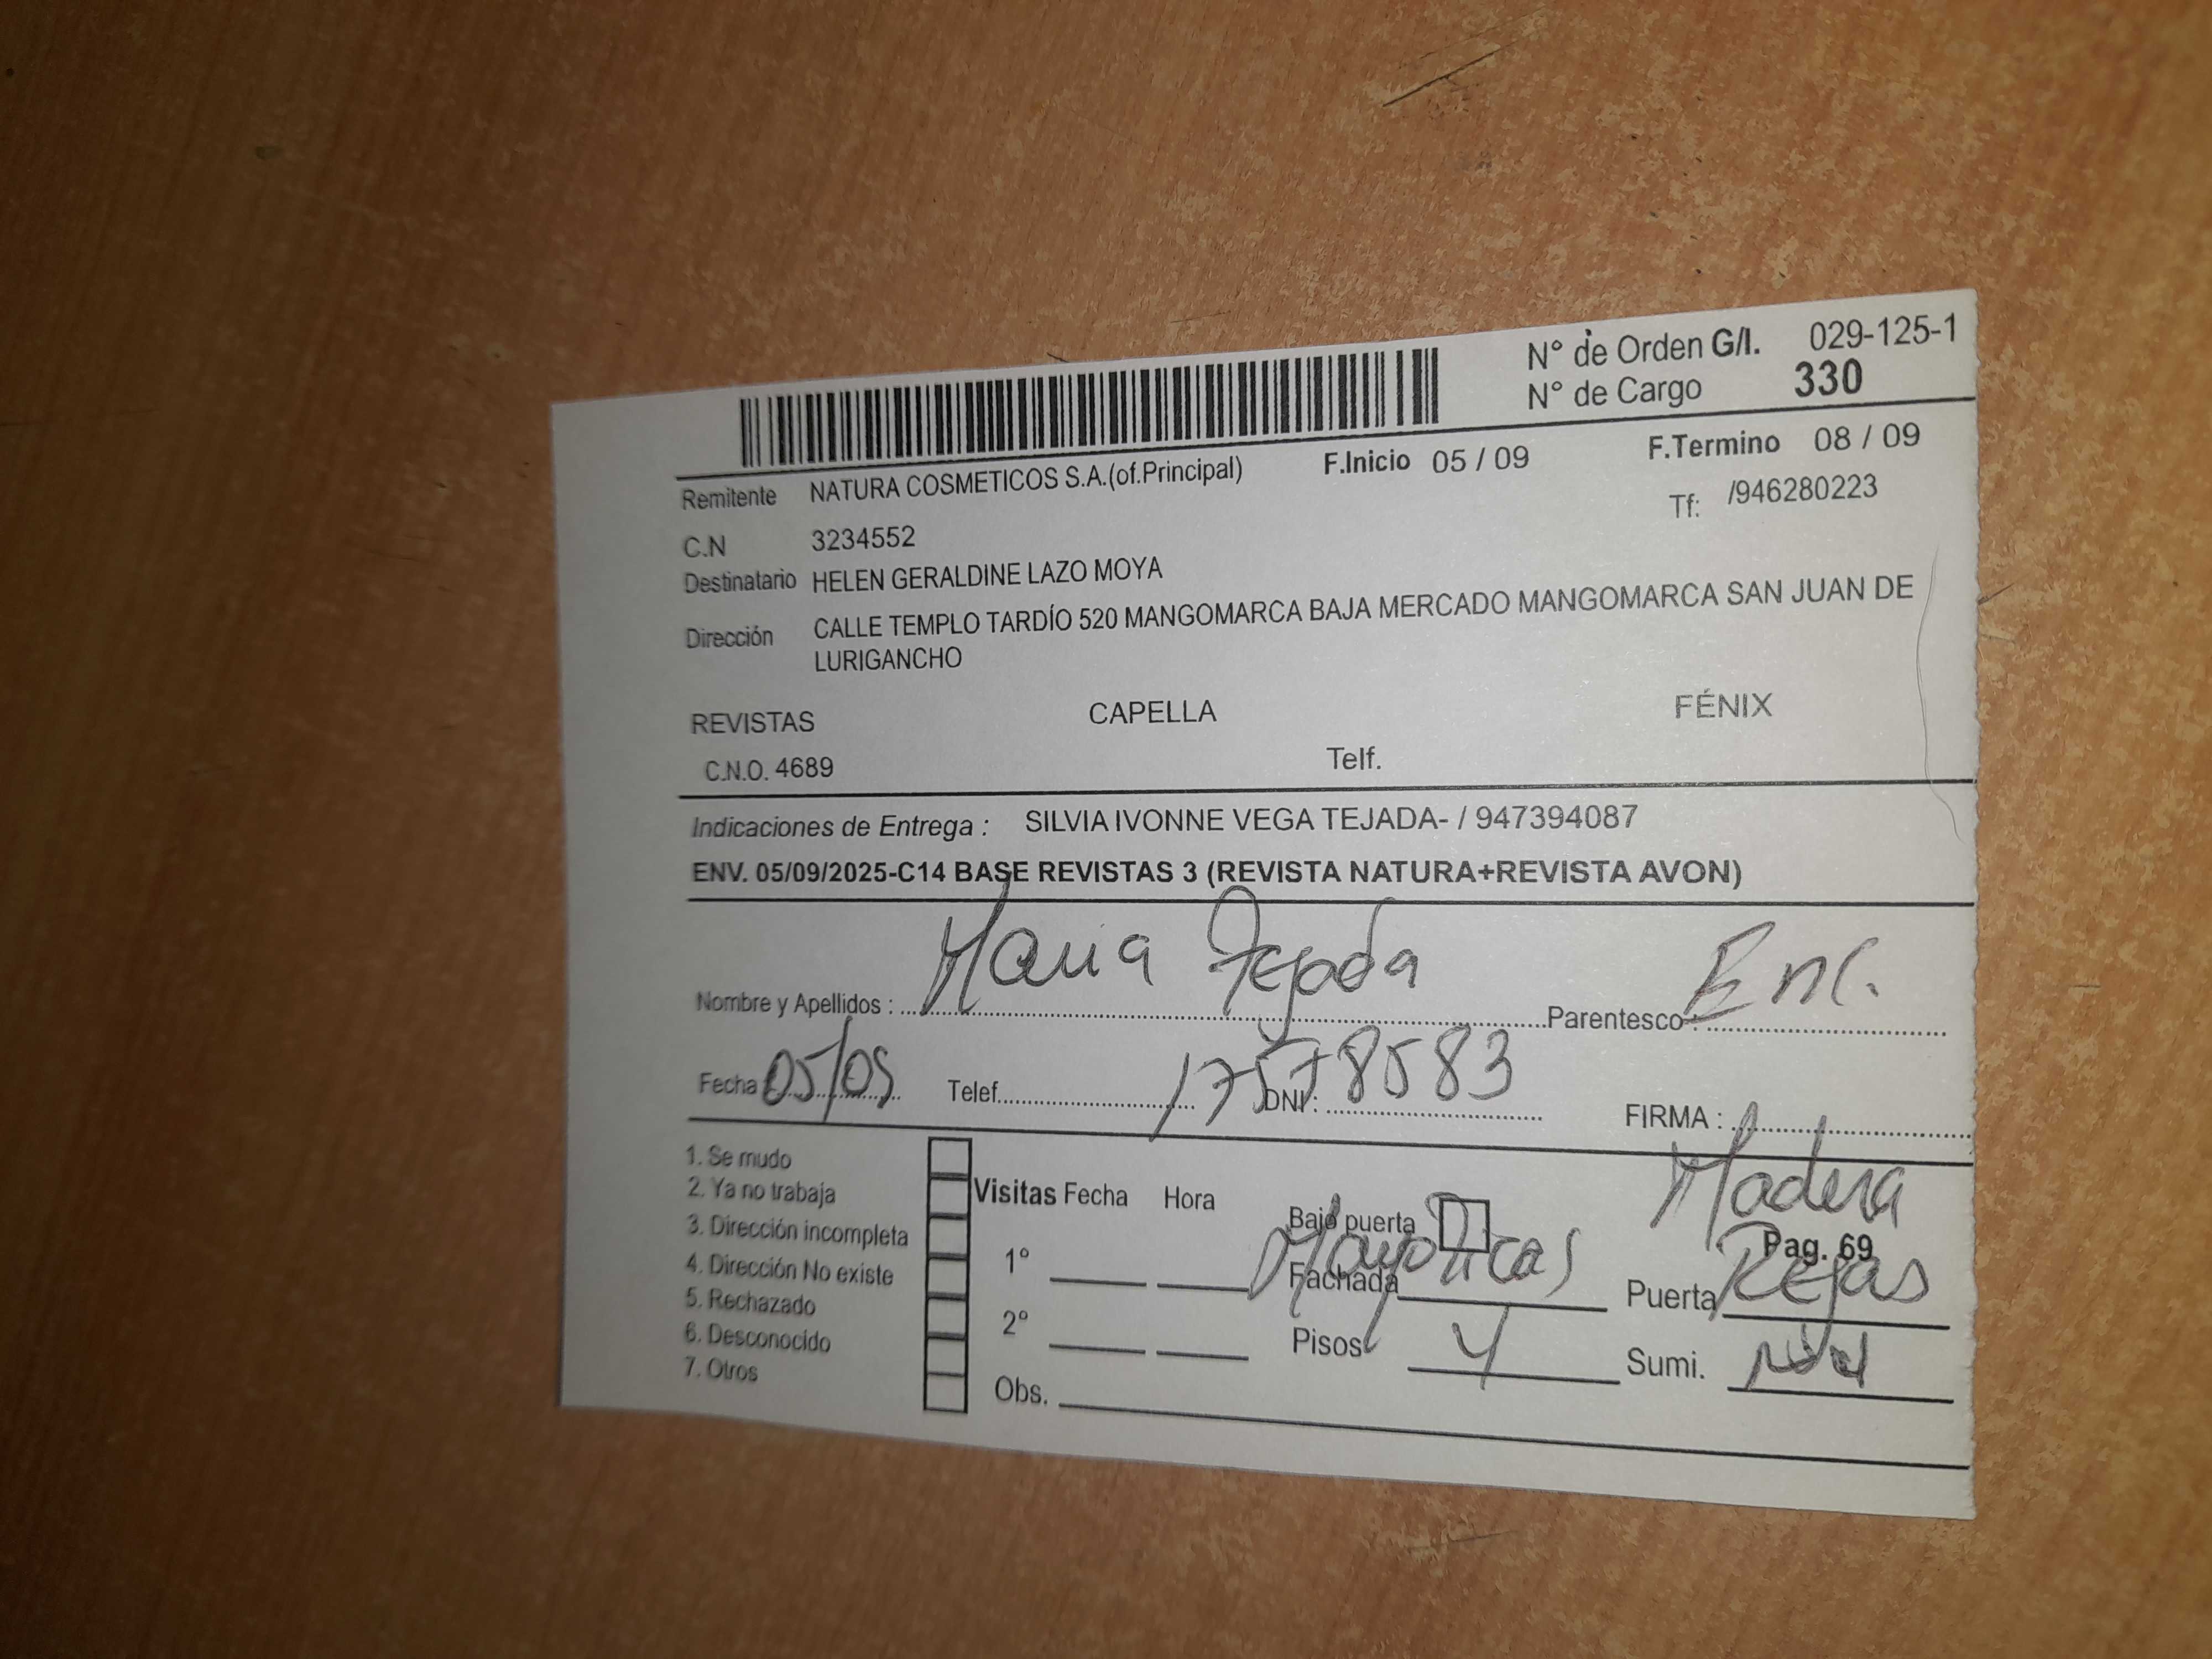 N° de Orden G/I. 029-125-1
N° de Cargo 330
Remitente NATURA COSMETICOS S.A.(of.Principal) F.Inicio 05 / 09 F.Termino 08 / 09
C.N 3234552 Tf: /946280223
Destinatario HELEN GERALDINE LAZO MOYA
Dirección CALLE TEMPLO TARDÍO 520 MANGOMARCA BAJA MERCADO MANGOMARCA SAN JUAN DE
LURIGANCHO
REVISTAS CAPELLA FÉNIX
C.N.O. 4689 Telf.
Indicaciones de Entrega : SILVIA IVONNE VEGA TEJADA- / 947394087
ENV. 05/09/2025-C14 BASE REVISTAS 3 (REVISTA NATURA+REVISTA AVON)
Nombre y Apellidos : Maria Tejada Parentesco : Enc.
Fecha 05/09 Telef. DNI : 17578583 FIRMA :
1. Se mudo
2. Ya no trabaja
3. Dirección incompleta
4. Dirección No existe
5. Rechazado
6. Desconocido
7. Otros
Visitas Fecha Hora
1°
2°
Obs.
Bajo puerta
Fachada Mayolicas
Pisos 4
Madera
Pag. 69
Puerta Rejas
Sumi.